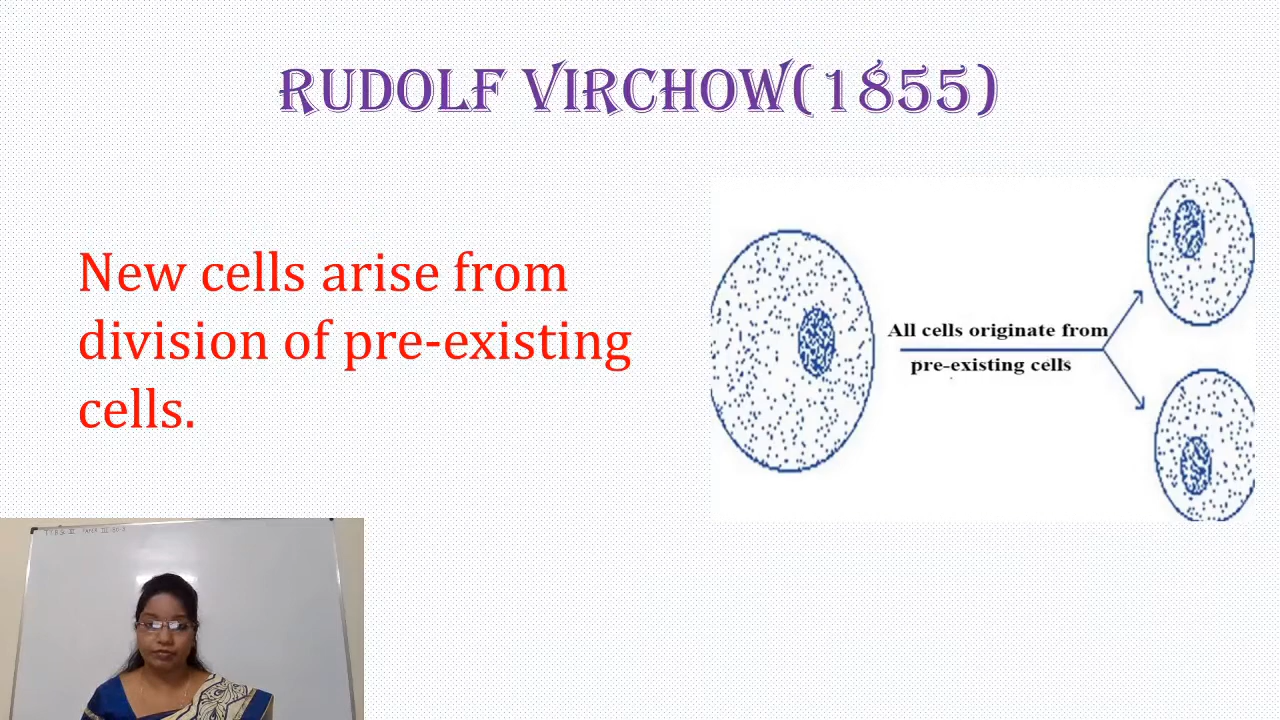 RUDOLF VIRCHOW(1855)
New cells arise from
division of pre-existing
cells.
All cells originate from
pre-existing cells